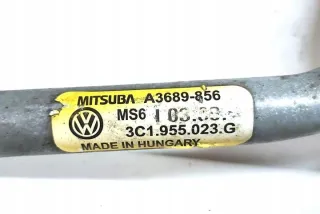 MITSUBA A3689-856
MS6
3C1.955.023.G
MADE IN HUNGARY